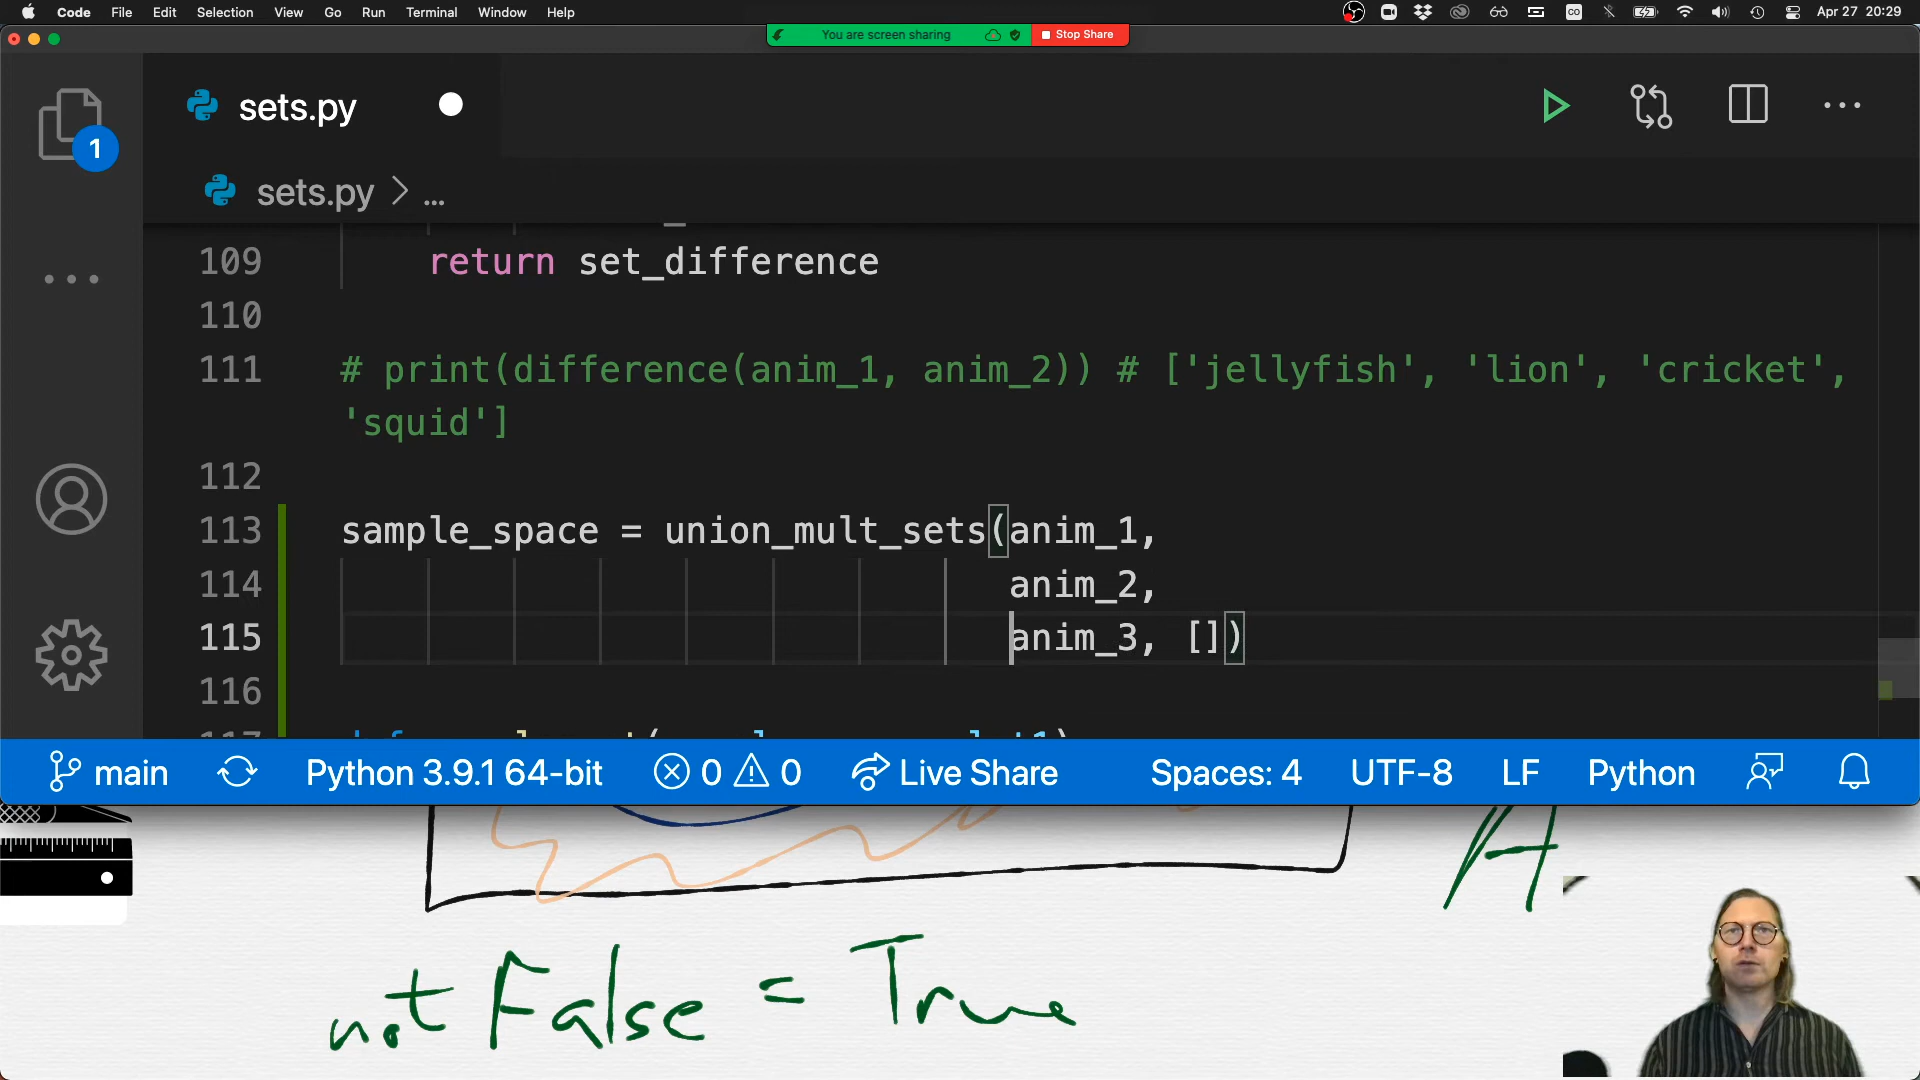 Code File Edit Selection View Go Run Terminal Window Help
Apr 27 20:29
You are screen sharing
Stop Share
sets.py
1
sets.py > ...
109 return set_difference
110
111 # print(difference(anim_1, anim_2)) # ['jellyfish', 'lion', 'cricket',
'squid']
112
113 sample_space = union_mult_sets(anim_1,
114 anim_2,
115 anim_3, [])
116
main
Python 3.9.1 64-bit
0 0
Live Share
Spaces: 4
UTF-8
LF
Python
A
not False = True